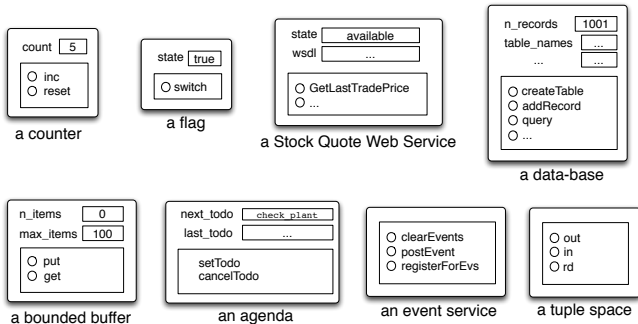 count 5
inc
reset
a counter
state true
switch
a flag
state available
wsdl ...
GetLastTradePrice
...
a Stock Quote Web Service
n_records 1001
table_names ...
... ...
createTable
addRecord
query
...
a data-base
n_items 0
max_items 100
put
get
a bounded buffer
next_todo check_plant
last_todo ...
setTodo
cancelTodo
an agenda
clearEvents
postEvent
registerForEvs
an event service
out
in
rd
a tuple space